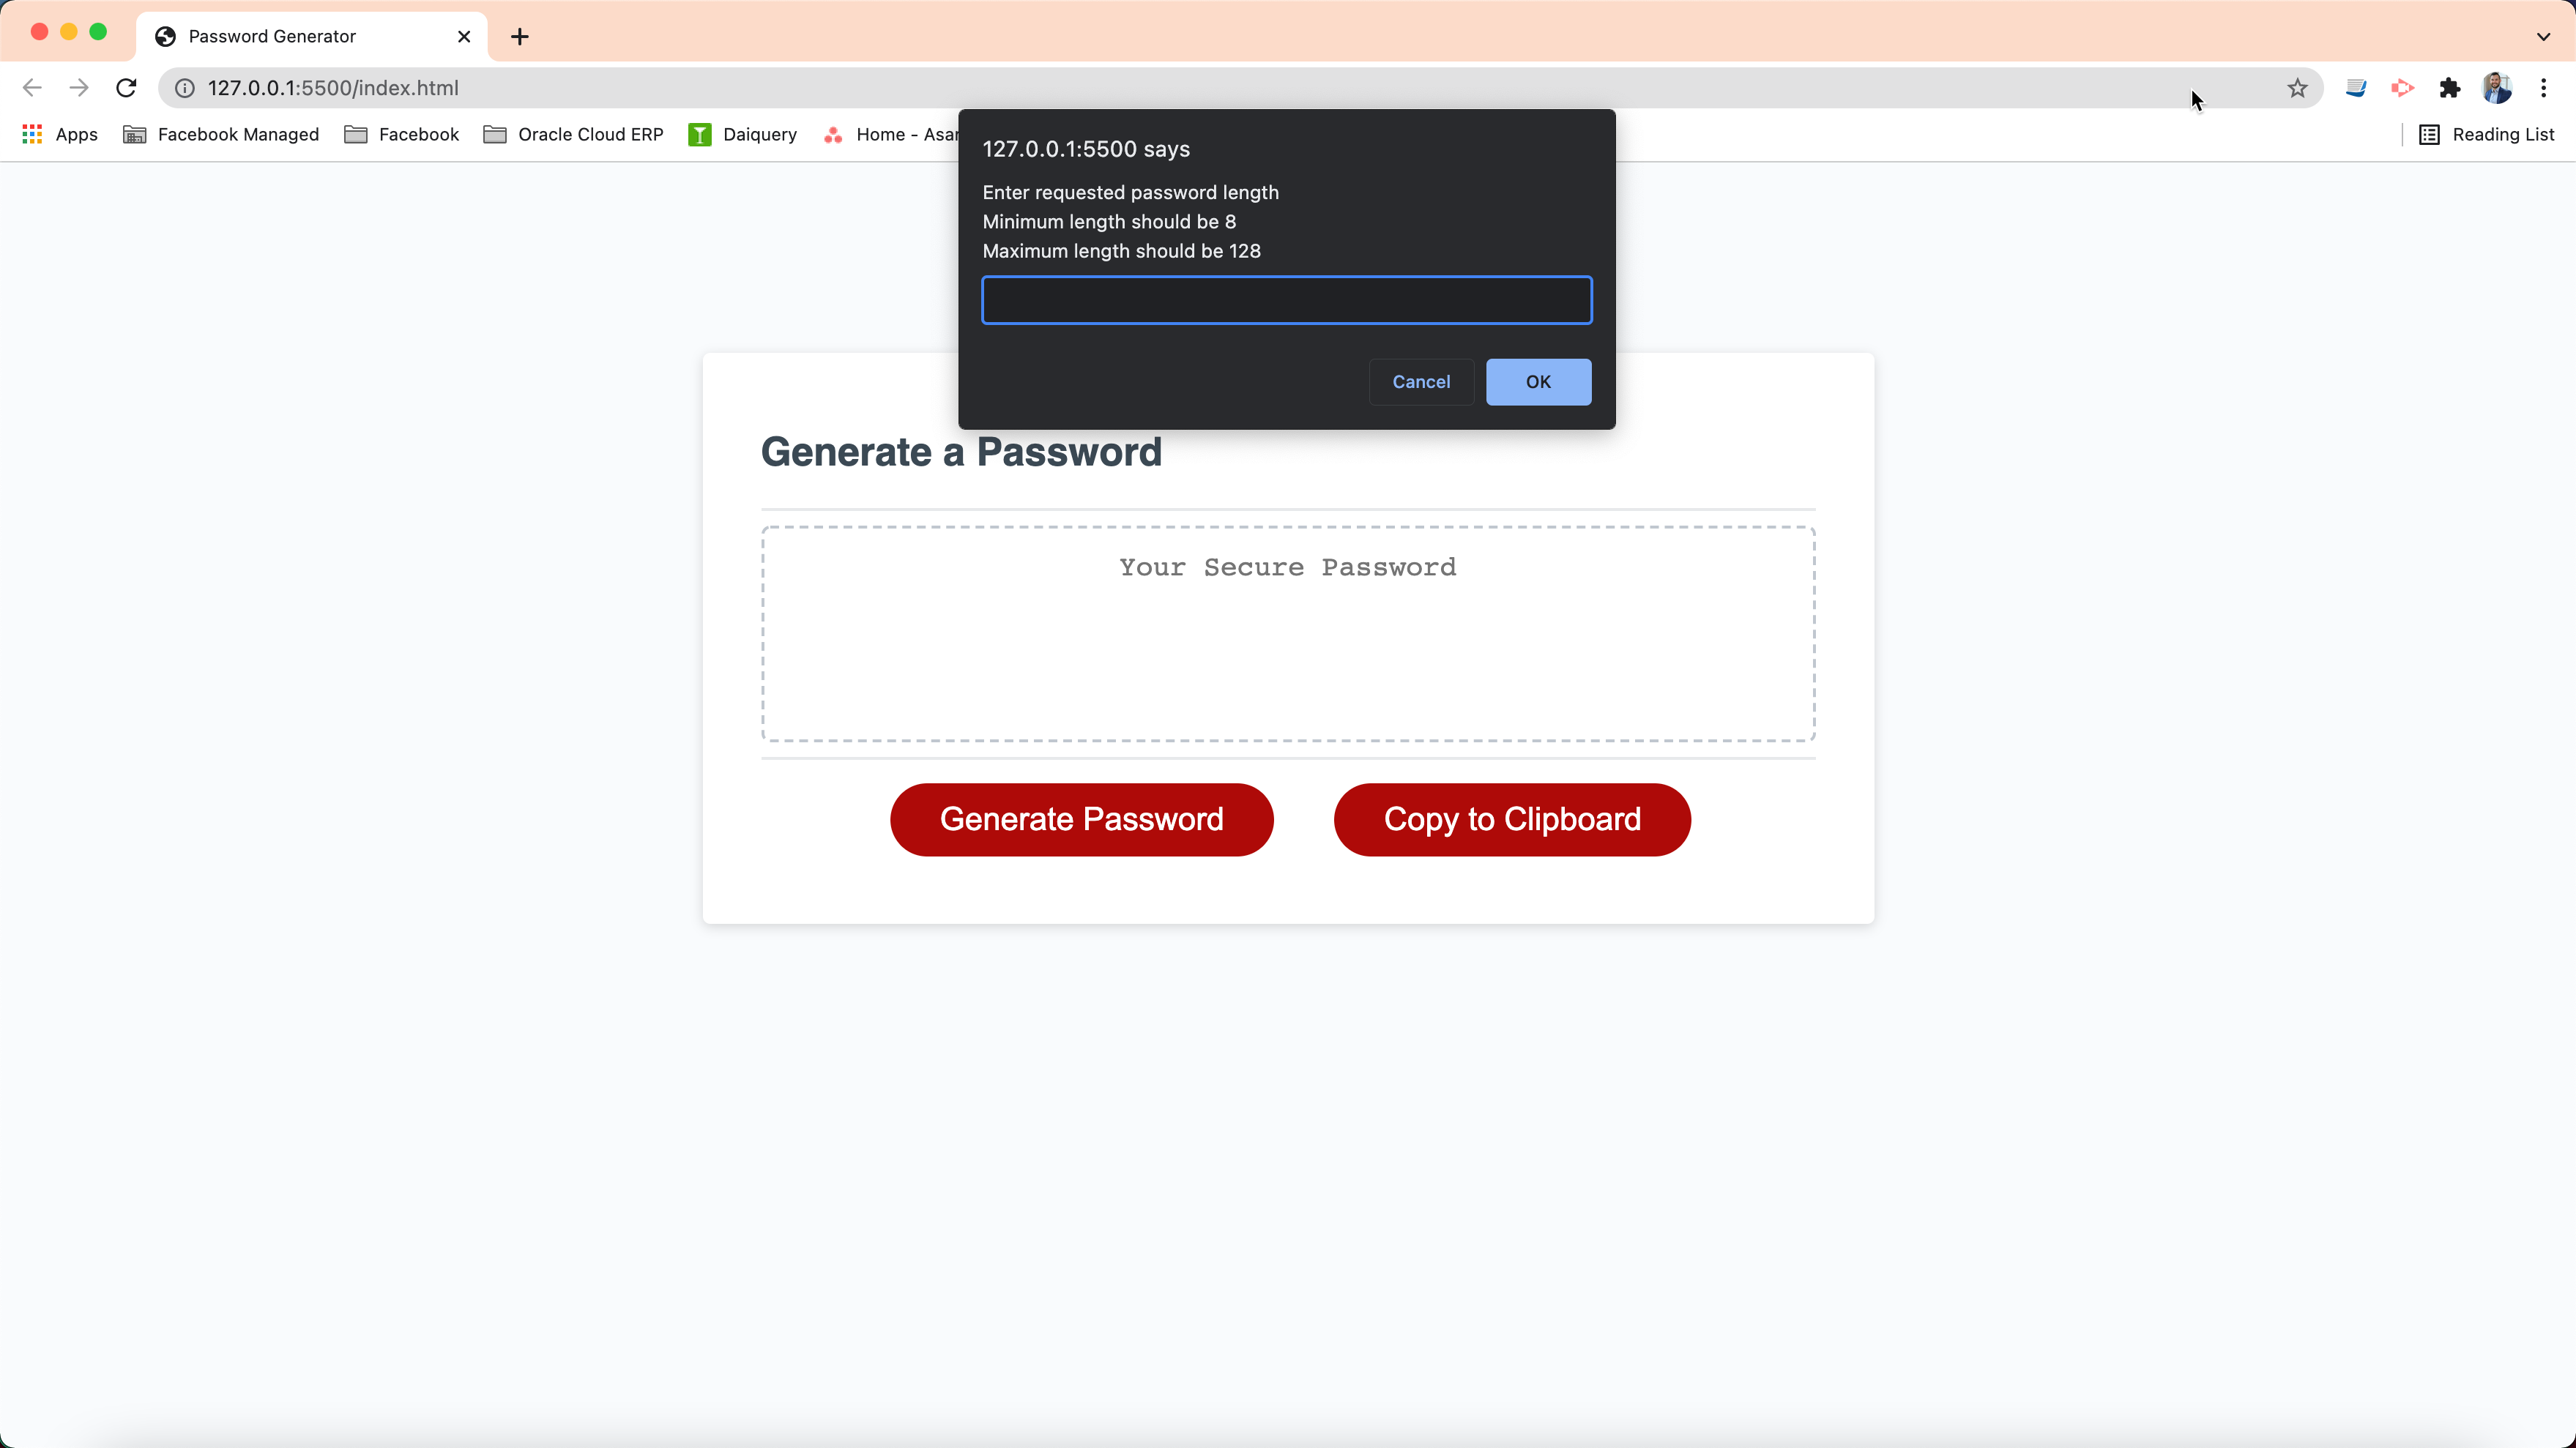 Password Generator
127.0.0.1:5500/index.html
Apps
Facebook Managed
Facebook
Oracle Cloud ERP
Daiquery
Home - Asan
Reading List
127.0.0.1:5500 says
Enter requested password length
Minimum length should be 8
Maximum length should be 128
Cancel
OK
Generate a Password
Your Secure Password
Generate Password
Copy to Clipboard